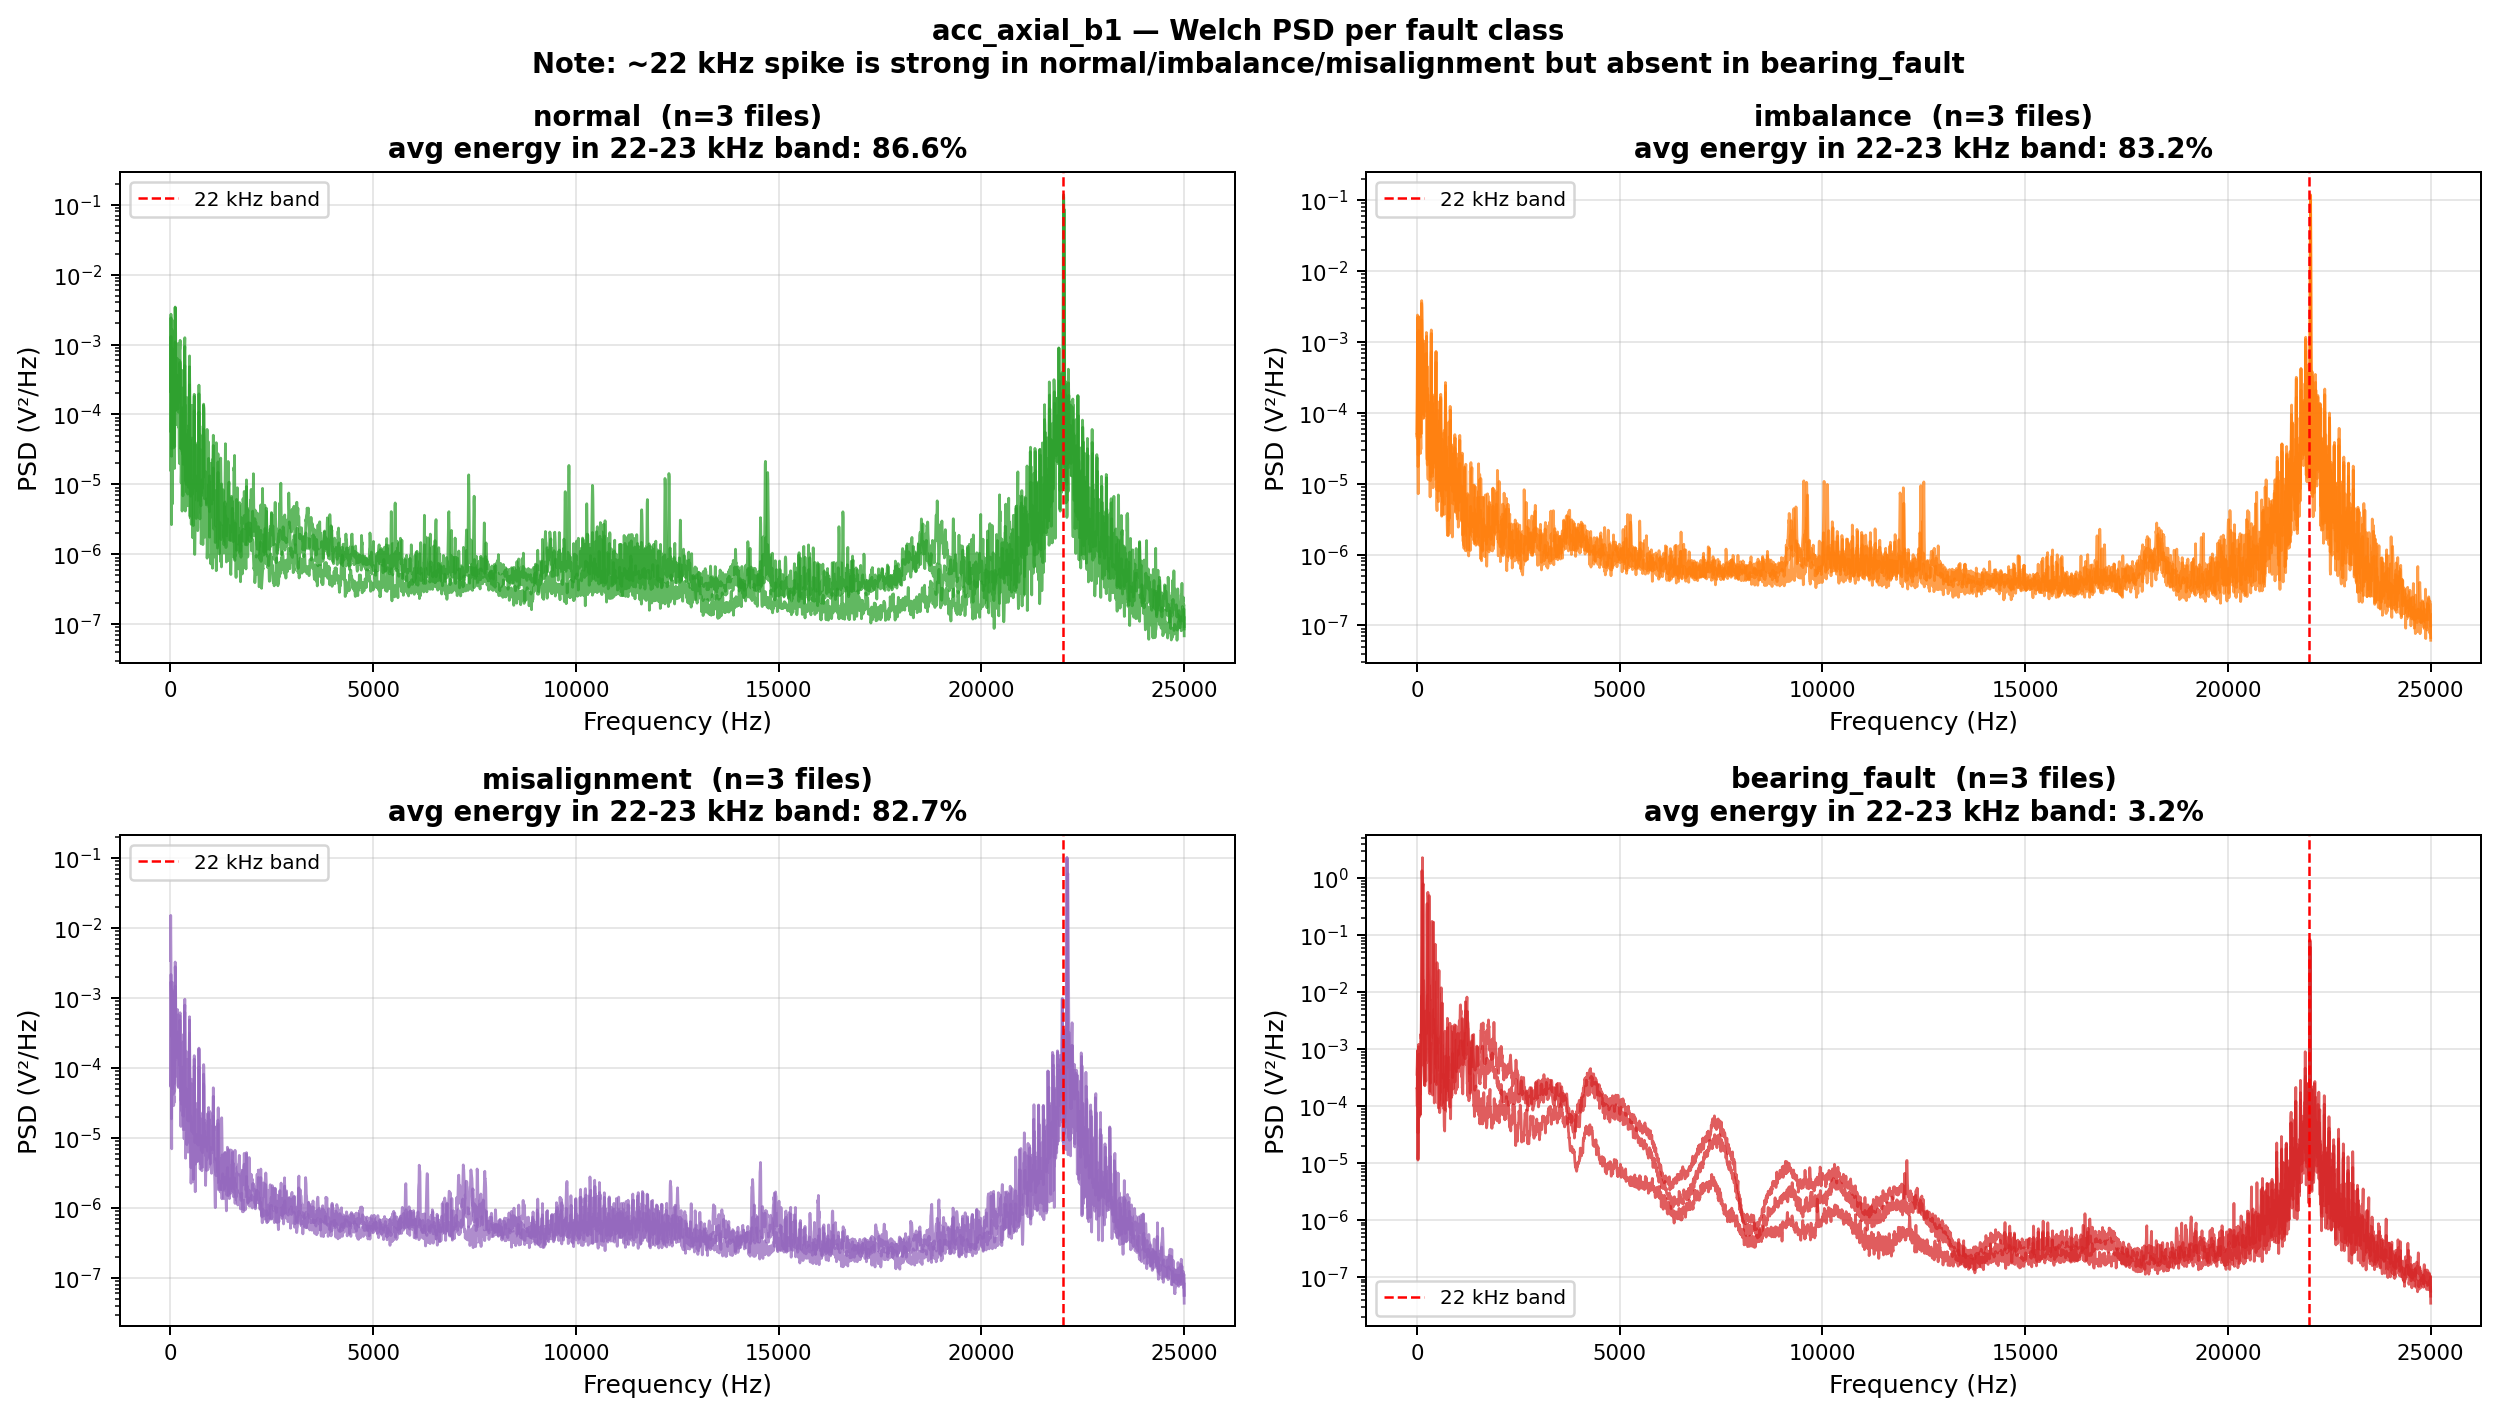 acc_axial_b1 — Welch PSD per fault class
Note: ~22 kHz spike is strong in normal/imbalance/misalignment but absent in bearing_fault
normal  (n=3 files)
avg energy in 22-23 kHz band: 86.6%
22 kHz band
PSD (V²/Hz)
10⁻¹
10⁻²
10⁻³
10⁻⁴
10⁻⁵
10⁻⁶
10⁻⁷
0 5000 10000 15000 20000 25000
Frequency (Hz)
imbalance  (n=3 files)
avg energy in 22-23 kHz band: 83.2%
22 kHz band
PSD (V²/Hz)
10⁻¹
10⁻²
10⁻³
10⁻⁴
10⁻⁵
10⁻�6
10⁻⁷
0 5000 10000 15000 20000 25000
Frequency (Hz)
misalignment  (n=3 files)
avg energy in 22-23 kHz band: 82.7%
22 kHz band
PSD (V²/Hz)
10⁻¹
10⁻²
10⁻³
10⁻⁴
10⁻⁵
10⁻⁶
10⁻⁷
0 5000 10000 15000 20000 25000
Frequency (Hz)
bearing_fault  (n=3 files)
avg energy in 22-23 kHz band: 3.2%
PSD (V²/Hz)
10⁰
10⁻¹
10⁻²
10⁻³
10⁻⁴
10⁻⁵
10⁻⁶
10⁻⁷
22 kHz band
0 5000 10000 15000 20000 25000
Frequency (Hz)